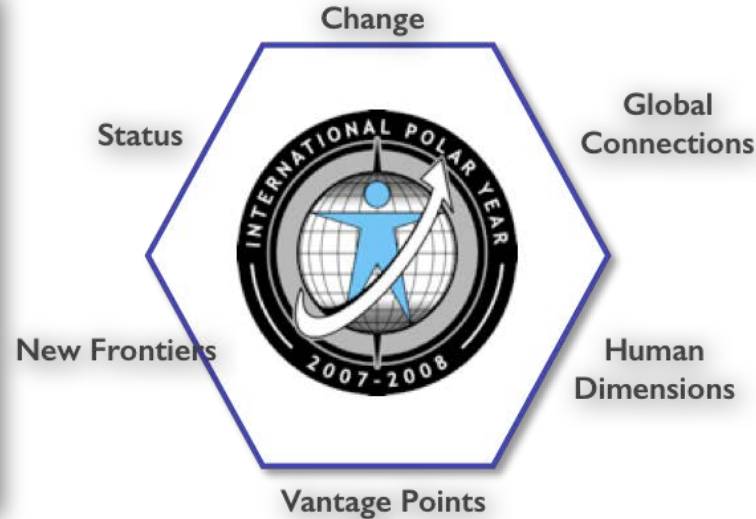 Change
Status
Global
Connections
INTERNATIONAL POLAR YEAR
2007-2008
New Frontiers
Human
Dimensions
Vantage Points